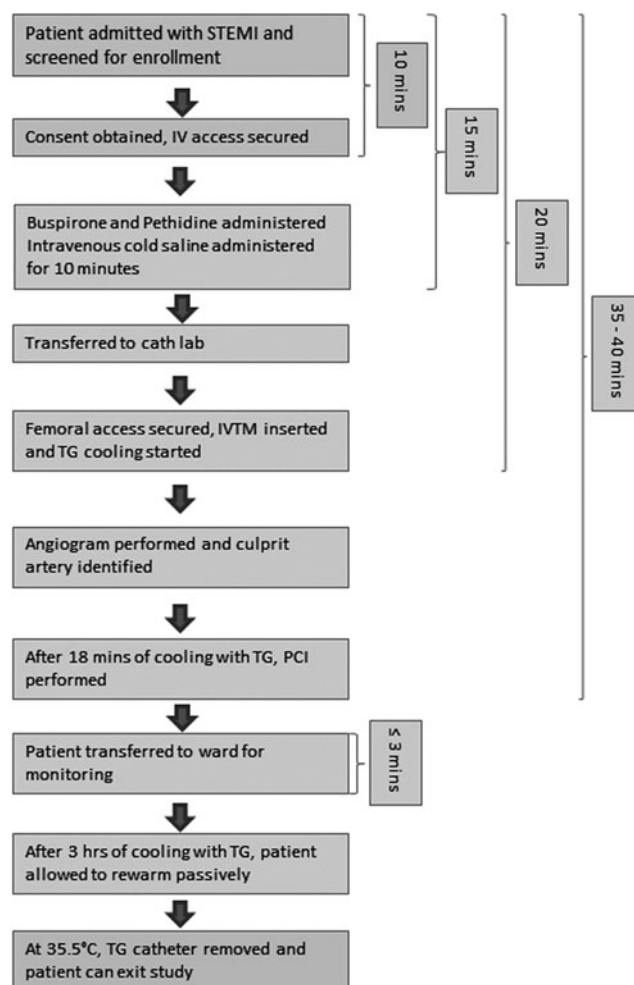 Patient admitted with STEMI and
screened for enrollment
10 mins
Consent obtained, IV access secured
15 mins
Buspirone and Pethidine administered
Intravenous cold saline administered
for 10 minutes
20 mins
Transferred to cath lab
35 - 40 mins
Femoral access secured, IVTM inserted
and TG cooling started
Angiogram performed and culprit
artery identified
After 18 mins of cooling with TG, PCI
performed
Patient transferred to ward for
monitoring
≤ 3 mins
After 3 hrs of cooling with TG, patient
allowed to rewarm passively
At 35.5°C, TG catheter removed and
patient can exit study